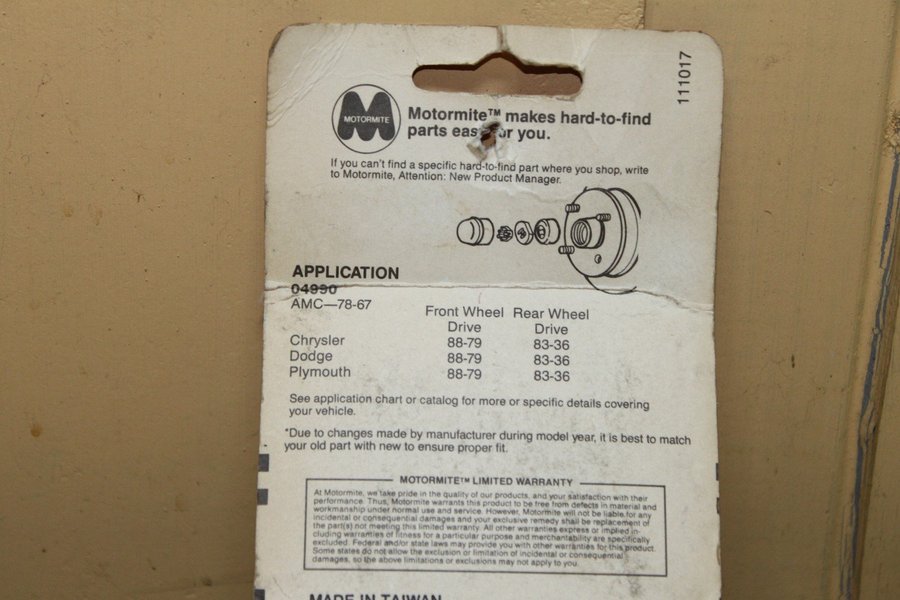 111017
MOTORMITE
Motormite™ makes hard-to-find
parts easy for you.
If you can't find a specific hard-to-find part where you shop, write
to Motormite, Attention: New Product Manager.
APPLICATION
04990
AMC—78-67
Front Wheel Rear Wheel
Drive Drive
Chrysler 88-79 83-36
Dodge 88-79 83-36
Plymouth 88-79 83-36
See application chart or catalog for more or specific details covering
your vehicle.
*Due to changes made by manufacturer during model year, it is best to match
your old part with new to ensure proper fit.
MOTORMITE™ LIMITED WARRANTY
At Motormite, we take pride in the quality of our products, and your satisfaction with their
performance. Thus, Motormite warrants this product to be free from defects in material and
workmanship under normal use and service. However, Motormite will not be liable for any
incidental or consequential damages and your exclusive remedy shall be replacement of
the part(s) not meeting this limited warranty. All other warranties express or implied in-
cluding warranties of fitness for a particular purpose and merchantability are specifically
excluded. Federal and/or state laws may provide you with other warranties for this product.
Some states do not allow the exclusion or limitation of incidental or consequential
damages, so the above limitations or exclusions may not apply to you.
MADE IN TAIWAN